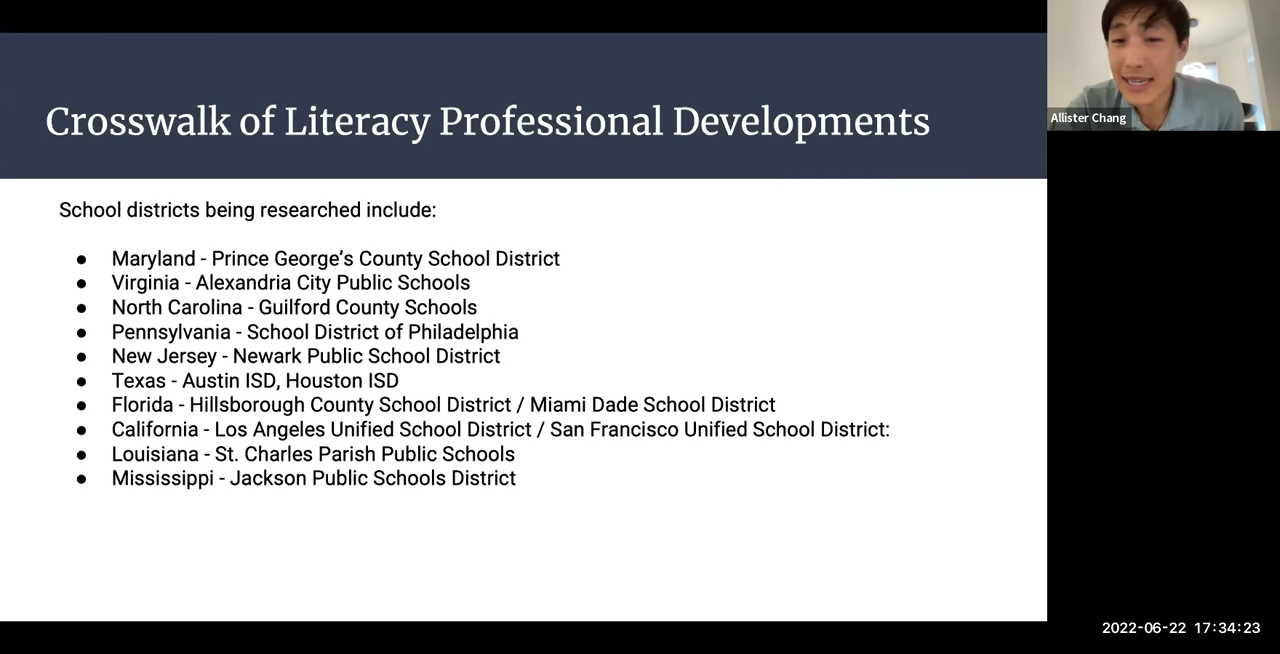 Crosswalk of Literacy Professional Developments
Allister Chang
School districts being researched include:
● Maryland - Prince George’s County School District
● Virginia - Alexandria City Public Schools
● North Carolina - Guilford County Schools
● Pennsylvania - School District of Philadelphia
● New Jersey - Newark Public School District
● Texas - Austin ISD, Houston ISD
● Florida - Hillsborough County School District / Miami Dade School District
● California - Los Angeles Unified School District / San Francisco Unified School District:
● Louisiana - St. Charles Parish Public Schools
● Mississippi - Jackson Public Schools District
2022-06-22 17:34:23